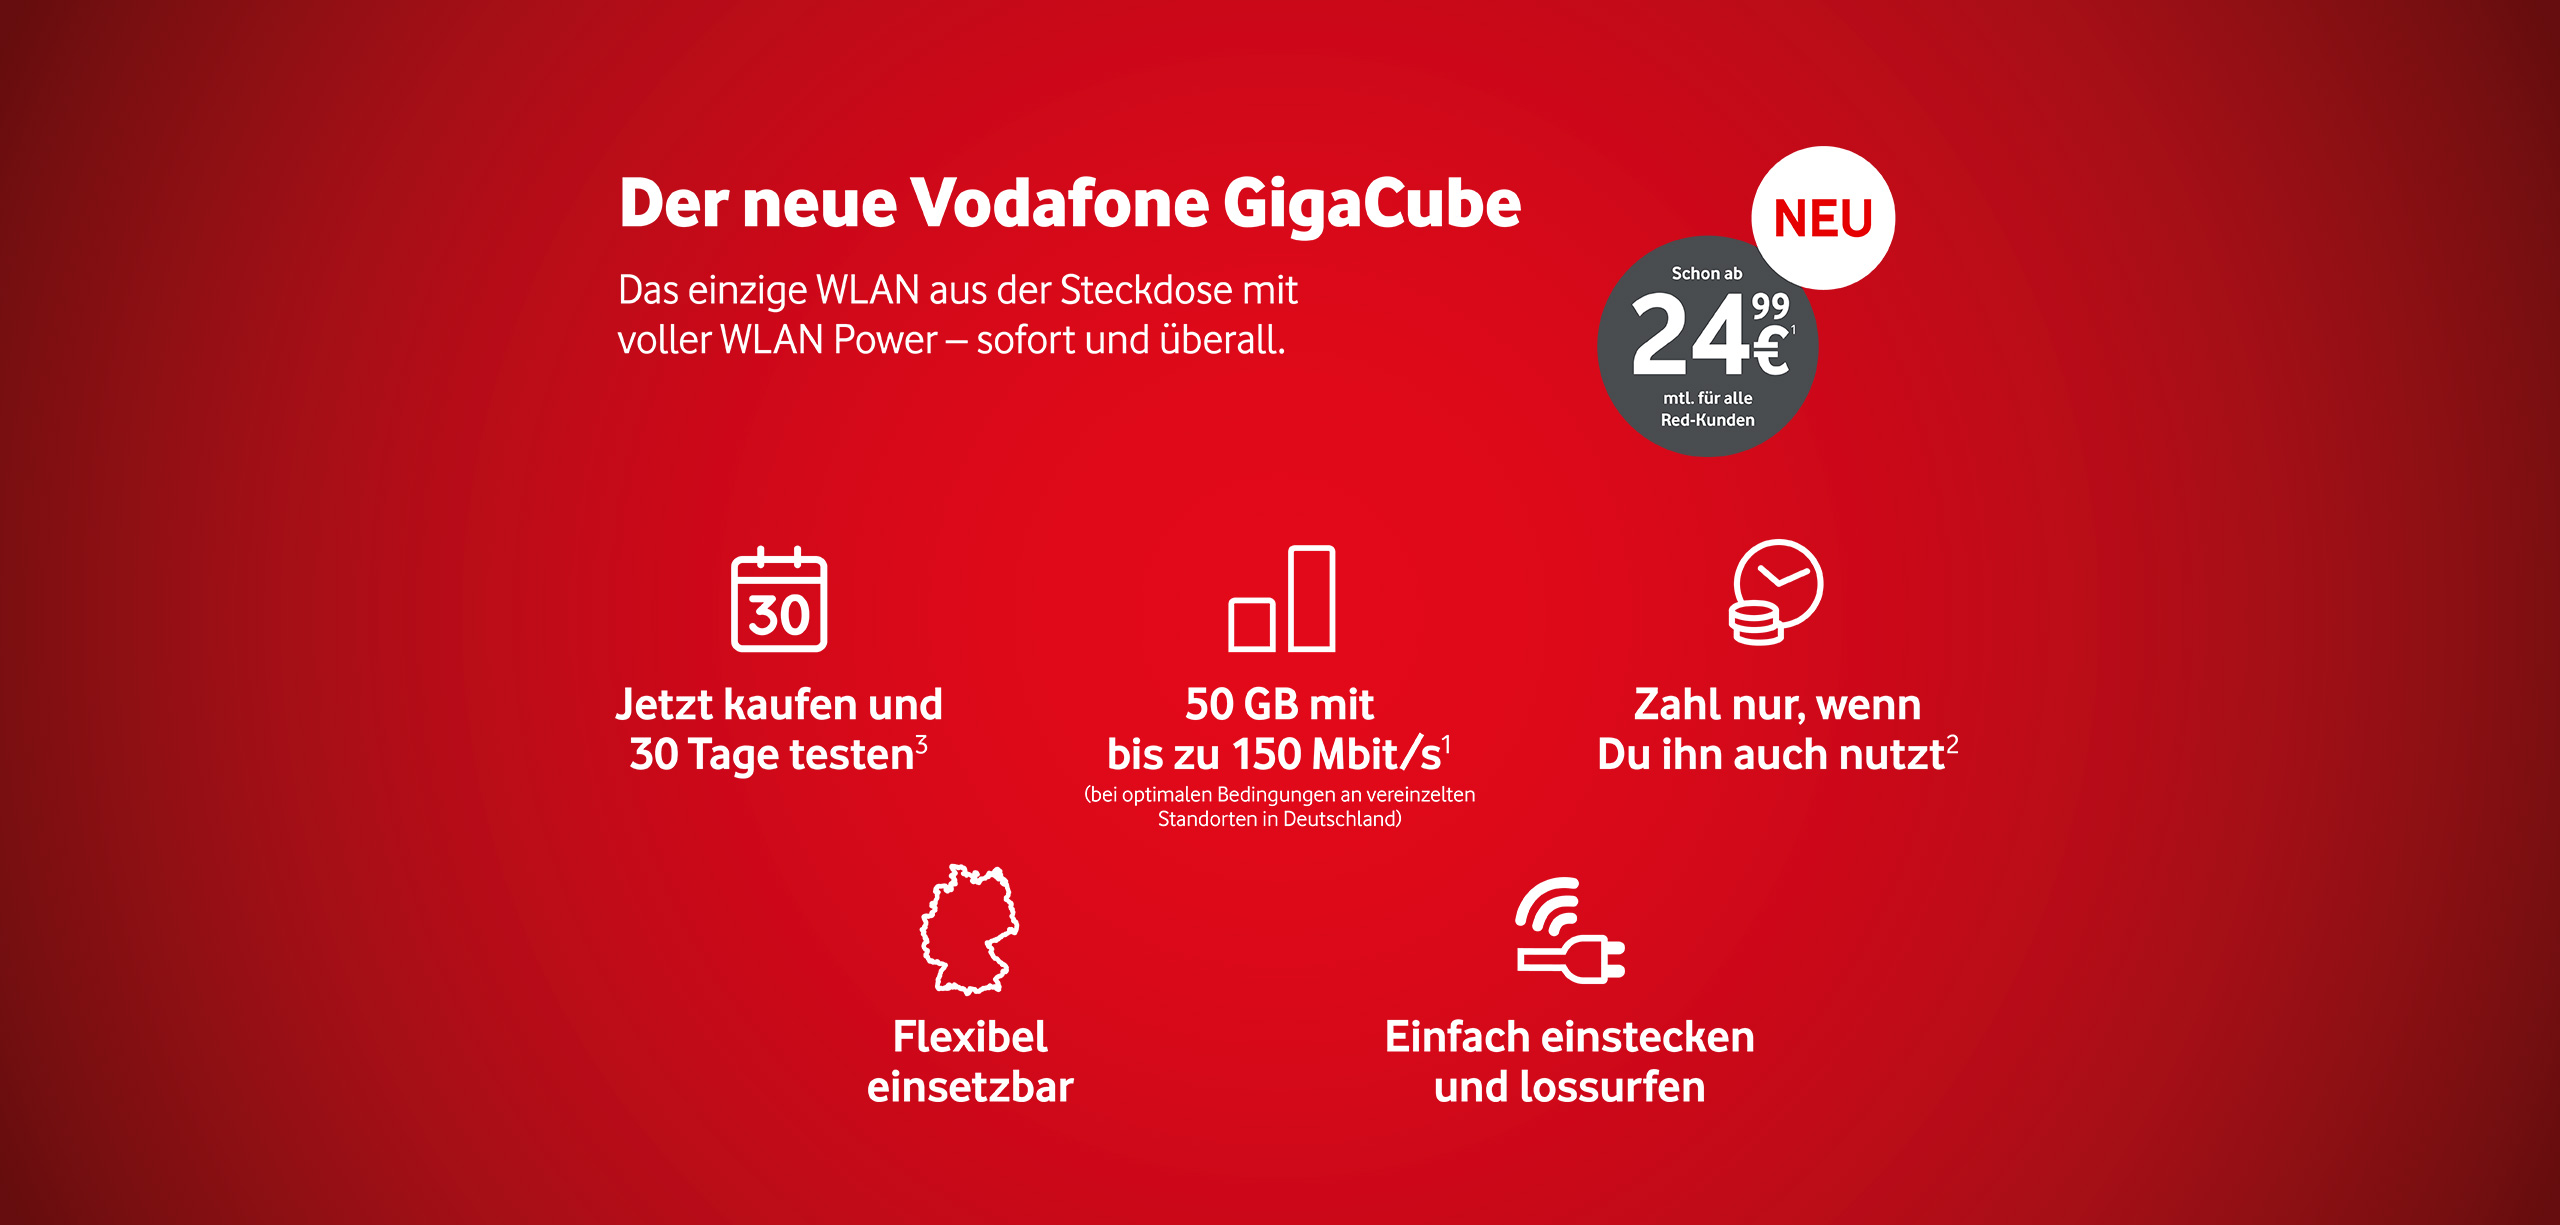 Der neue Vodafone GigaCube
Das einzige WLAN aus der Steckdose mit
voller WLAN Power – sofort und überall.
NEU
Schon ab
2499€1
mtl. für alle
Red-Kunden
30
Jetzt kaufen und
30 Tage testen3
50 GB mit
bis zu 150 Mbit/s1
(bei optimalen Bedingungen an vereinzelten
Standorten in Deutschland)
Zahl nur, wenn
Du ihn auch nutzt2
Flexibel
einsetzbar
Einfach einstecken
und lossurfen